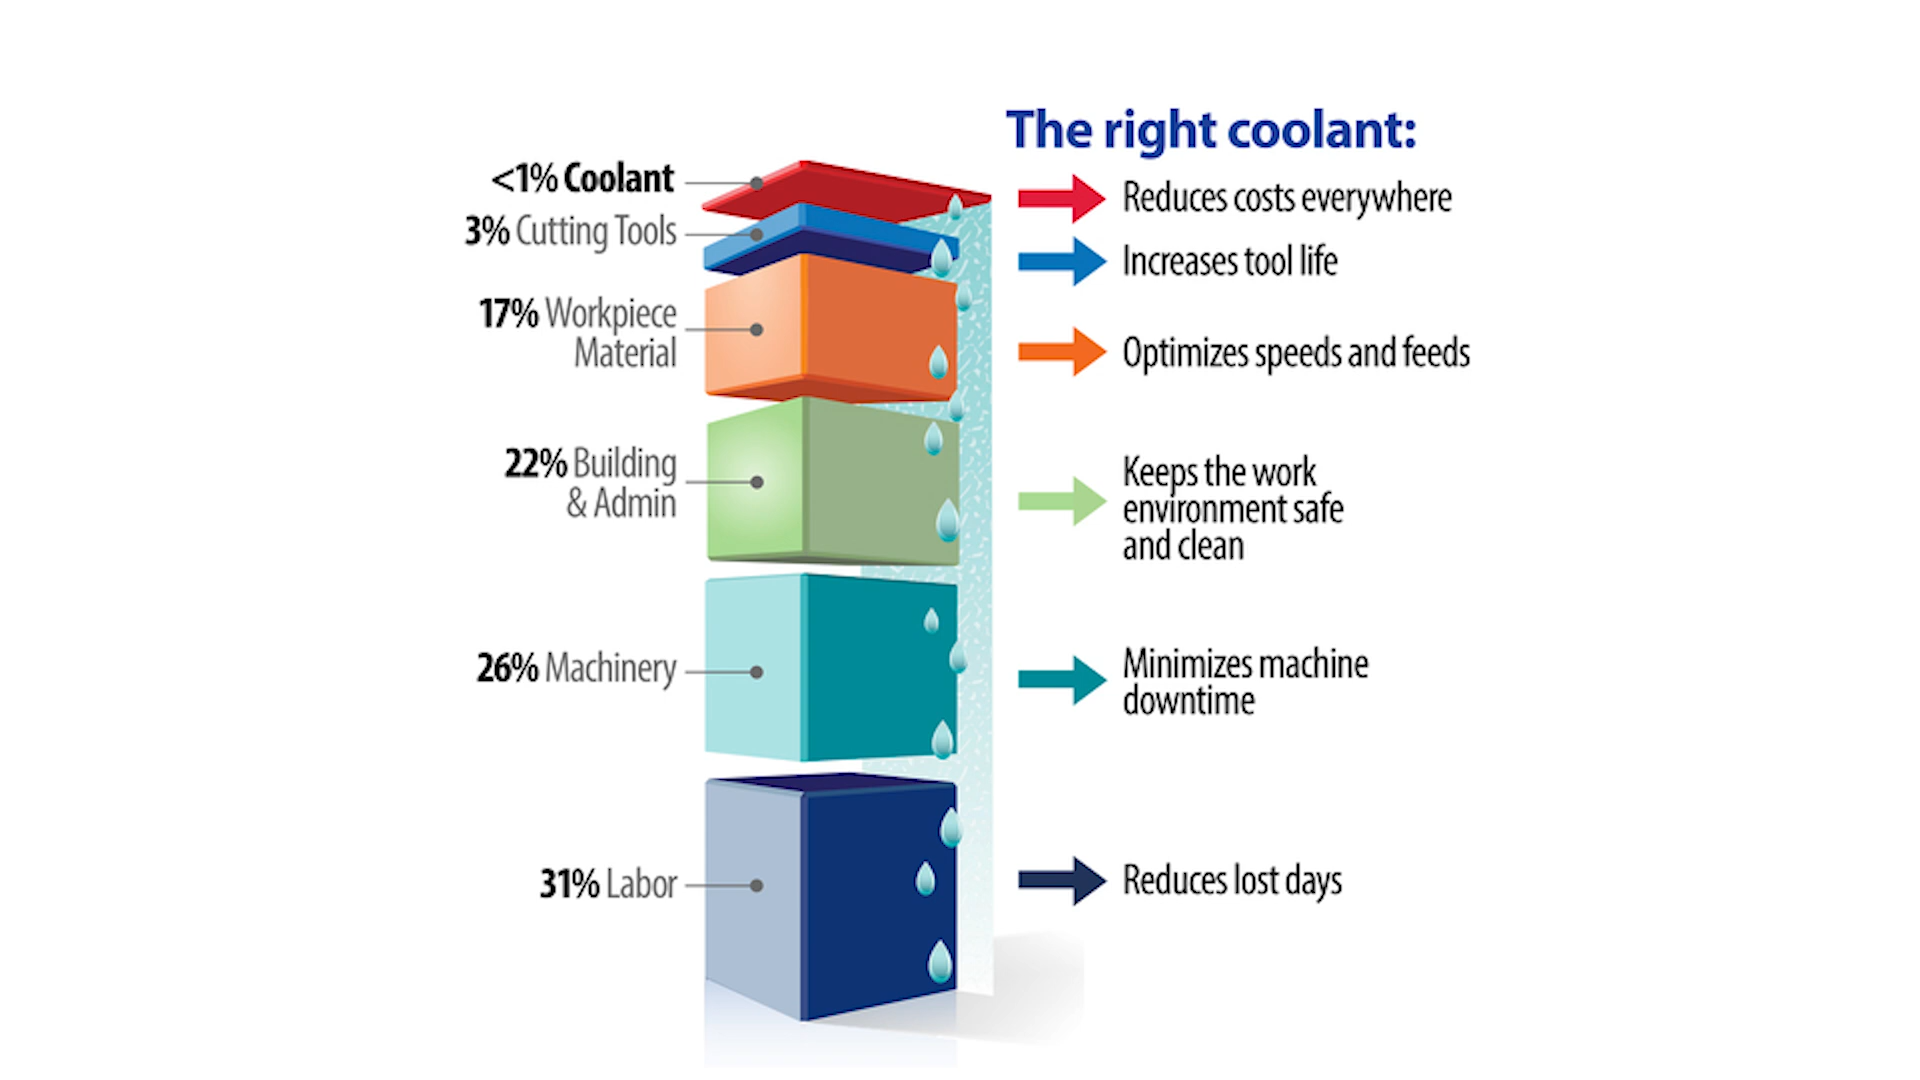 The right coolant:
<1% Coolant
Reduces costs everywhere
3% Cutting Tools
Increases tool life
17% Workpiece
Material
Optimizes speeds and feeds
22% Building
& Admin
Keeps the work
environment safe
and clean
26% Machinery
Minimizes machine
downtime
31% Labor
Reduces lost days